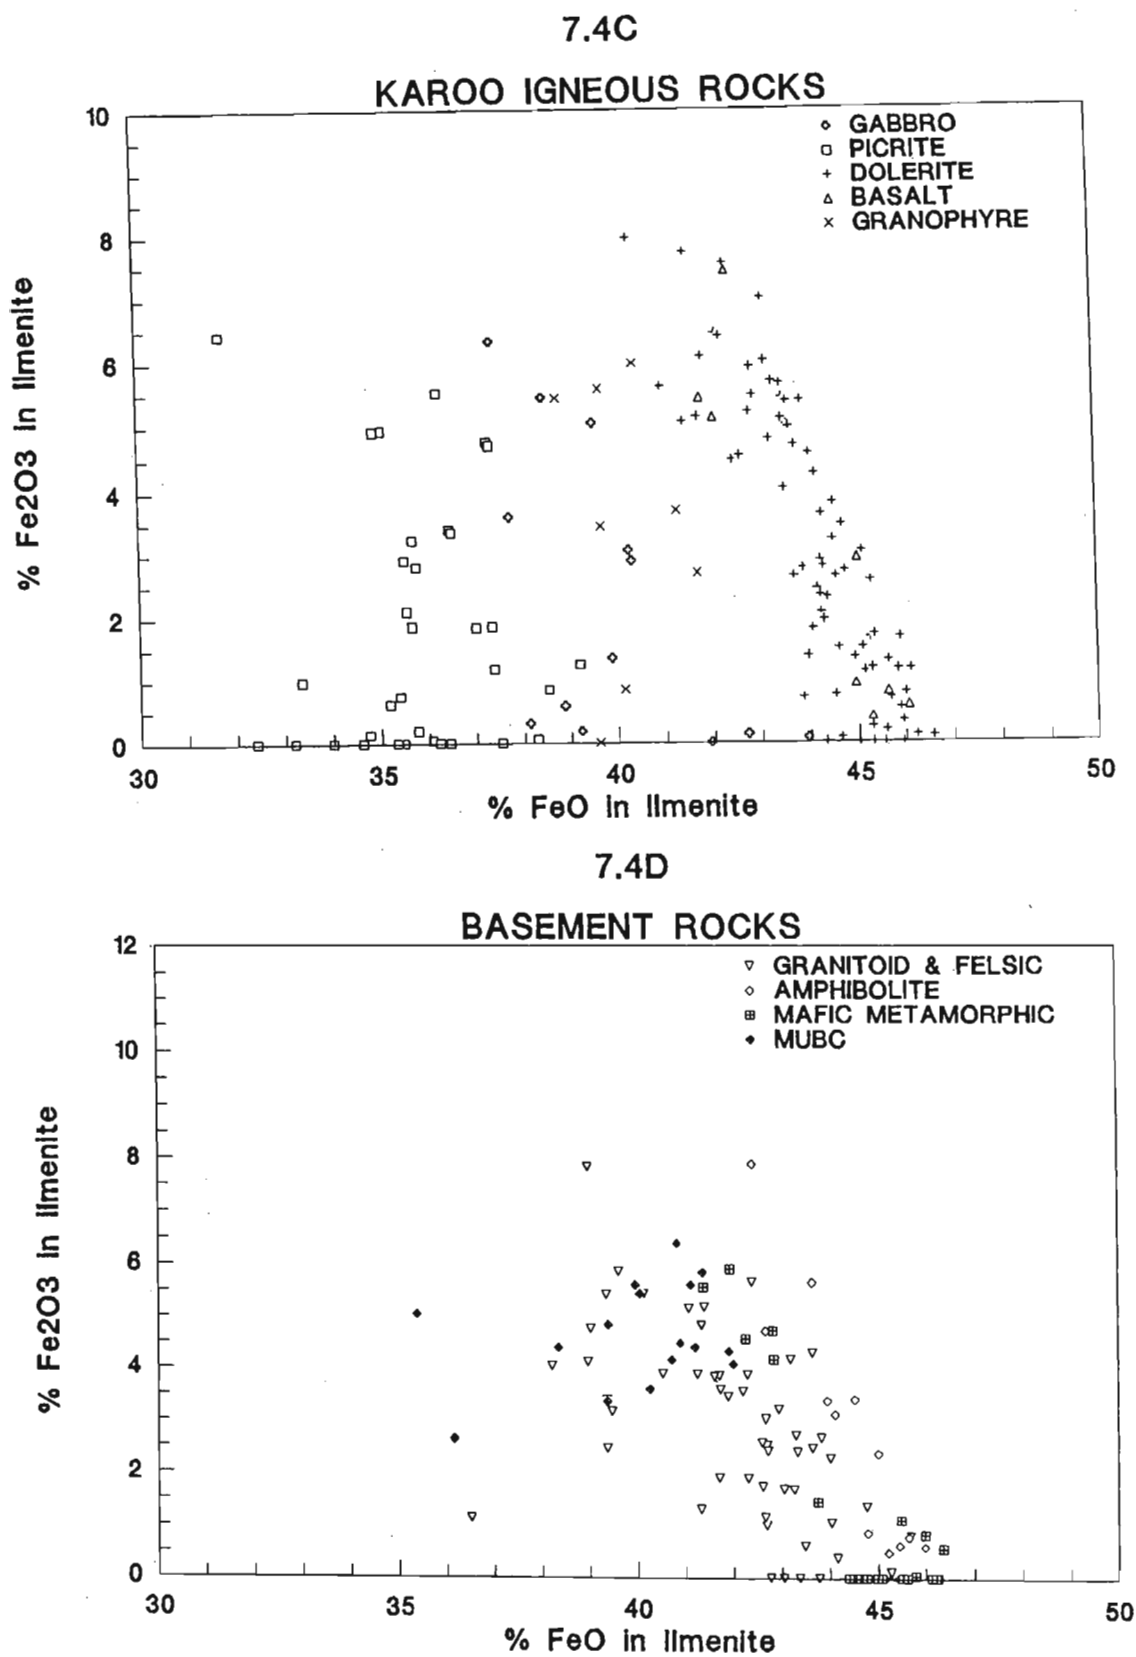 7.4C
KAROO IGNEOUS ROCKS
GABBRO
PICRITE
DOLERITE
BASALT
GRANOPHYRE
% Fe2O3 in Ilmenite
10
8
6
4
2
0
30 35 40 45 50
% FeO in Ilmenite
7.4D
BASEMENT ROCKS
GRANITOID & FELSIC
AMPHIBOLITE
MAFIC METAMORPHIC
MUBC
% Fe2O3 in Ilmenite
12
10
8
6
4
2
0
30 35 40 45 50
% FeO in Ilmenite